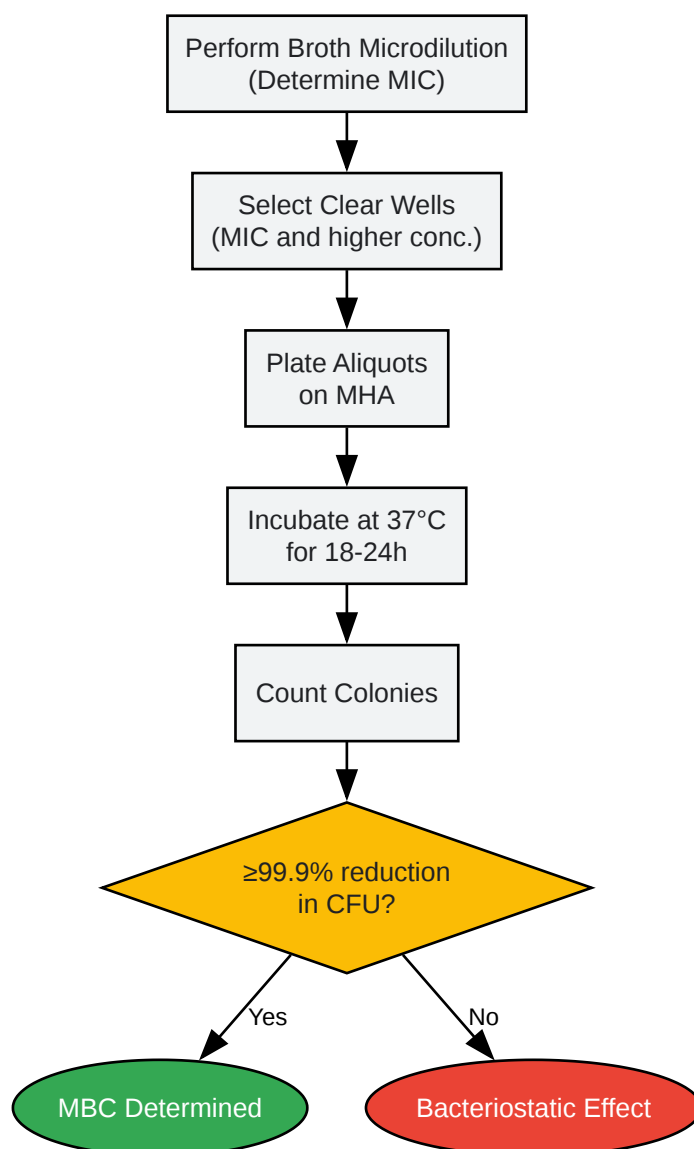 Perform Broth Microdilution
(Determine MIC)
Select Clear Wells
(MIC and higher conc.)
Plate Aliquots
on MHA
Incubate at 37°C
for 18-24h
Count Colonies
≥99.9% reduction
in CFU?
Yes
No
MBC Determined
Bacteriostatic Effect